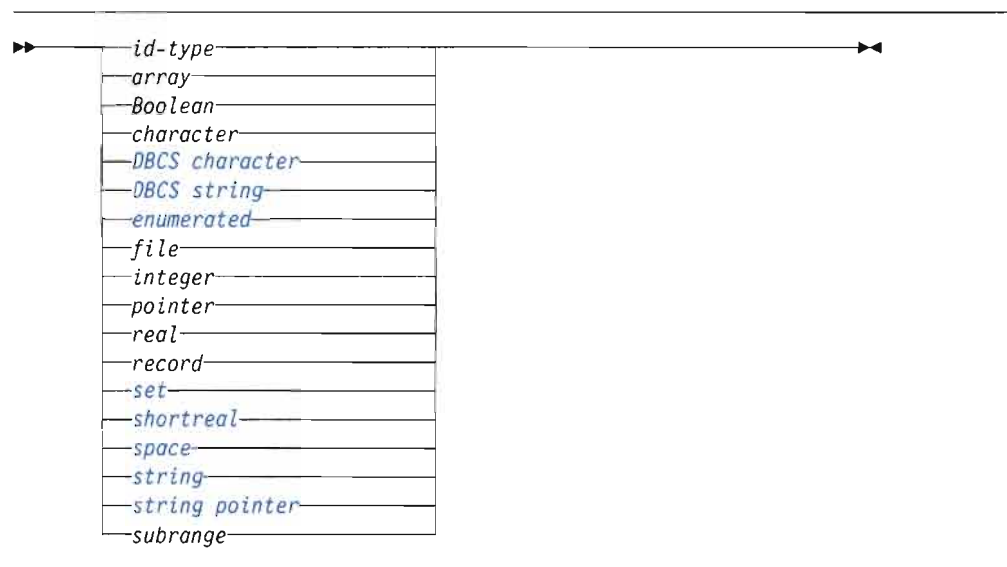 id-type
array
Boolean
character
DBCS character
DBCS string
enumerated
file
integer
pointer
real
record
set
shortreal
space
string
string pointer
subrange